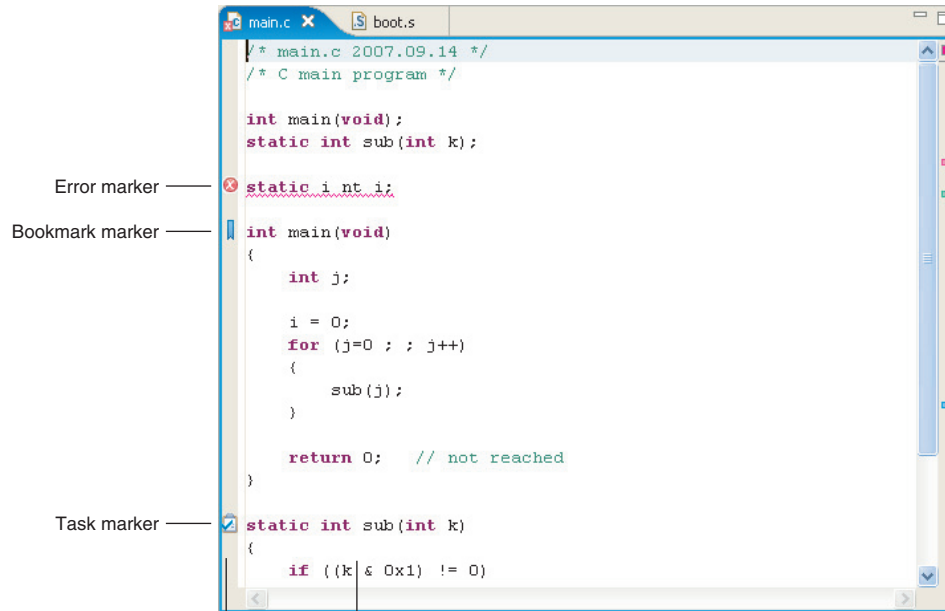 main.c boot.s
/* main.c 2007.09.14 */
/* C main program */
int main(void);
static int sub(int k);
Error marker static i nt i;
Bookmark marker int main(void)
{
int j;
i = 0;
for (j=0 ; ; j++)
{
sub(j);
}
return 0; // not reached
}
Task marker static int sub(int k)
{
if ((k & 0x1) != 0)